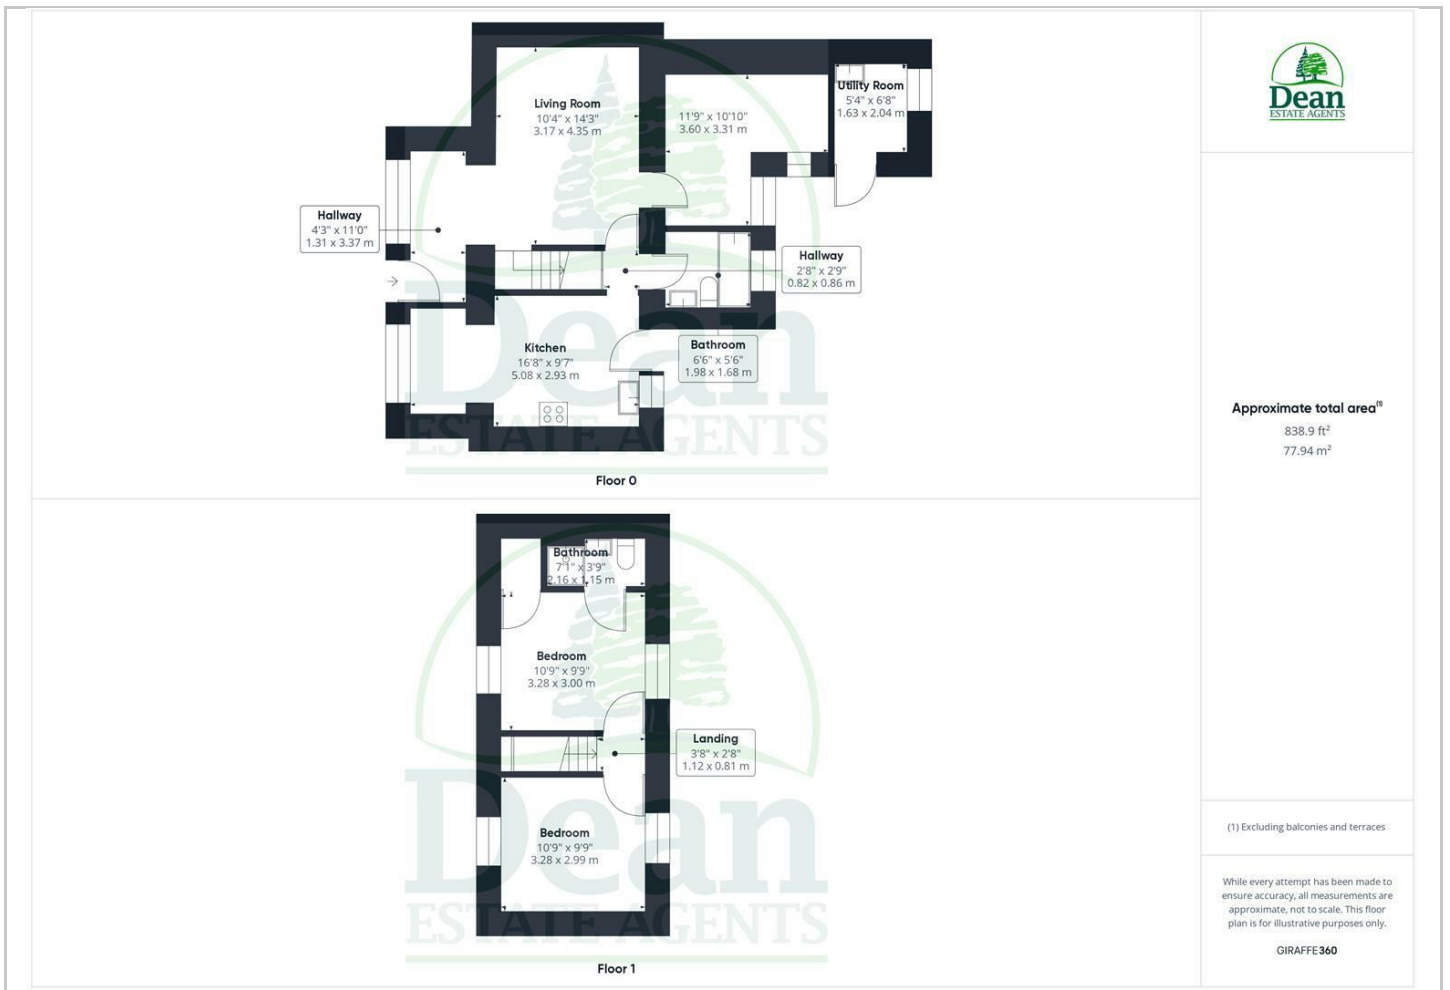 Living Room
10'4" x 14'3"
3.17 x 4.35 m
11'9" x 10'10"
3.60 x 3.31 m
Utility Room
5'4" x 6'8"
1.63 x 2.04 m
Hallway
4'3" x 11'0"
1.31 x 3.37 m
Hallway
2'8" x 2'9"
0.82 x 0.86 m
Kitchen
16'8" x 9'7"
5.08 x 2.93 m
Bathroom
6'6" x 5'6"
1.98 x 1.68 m
Dean
ESTATE AGENTS
Floor 0
Bathroom
7'1" x 3'9"
2.16 x 1.15 m
Bedroom
10'9" x 9'9"
3.28 x 3.00 m
Landing
3'8" x 2'8"
1.12 x 0.81 m
Bedroom
10'9" x 9'9"
3.28 x 2.99 m
Dean
ESTATE AGENTS
Floor 1
Dean
ESTATE AGENTS
Approximate total area(1)
838.9 ft²
77.94 m²
(1) Excluding balconies and terraces
While every attempt has been made to
ensure accuracy, all measurements are
approximate, not to scale. This floor
plan is for illustrative purposes only.
GIRAFFE360